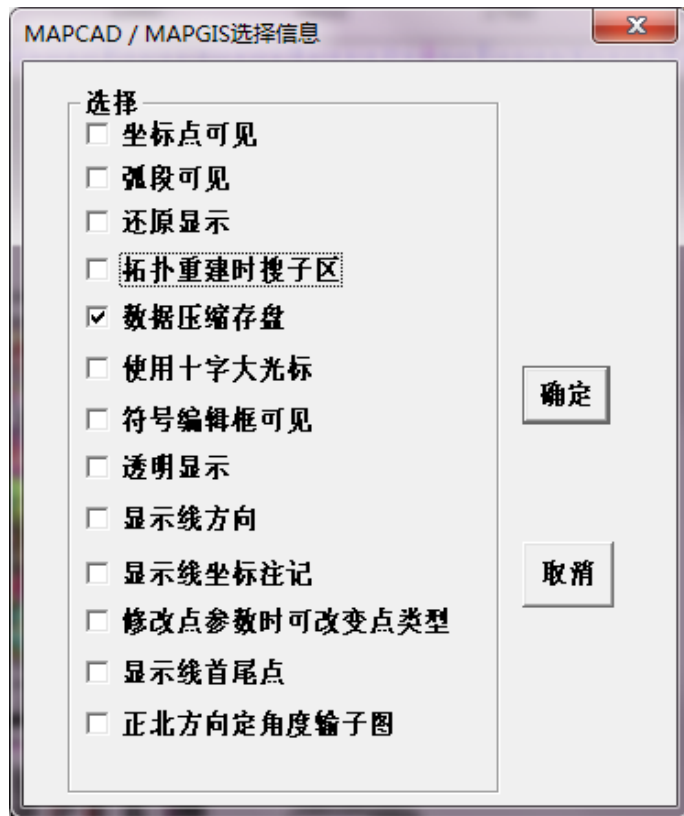 MAPCAD / MAPGIS选择信息
选择
坐标点可见
弧段可见
还原显示
拓扑重建时搜子区
数据压缩存盘
使用十字大光标
符号编辑框可见
透明显示
显示线方向
显示线坐标注记
修改点参数时可改变点类型
显示线首尾点
正北方向定角度输子图
确定
取消